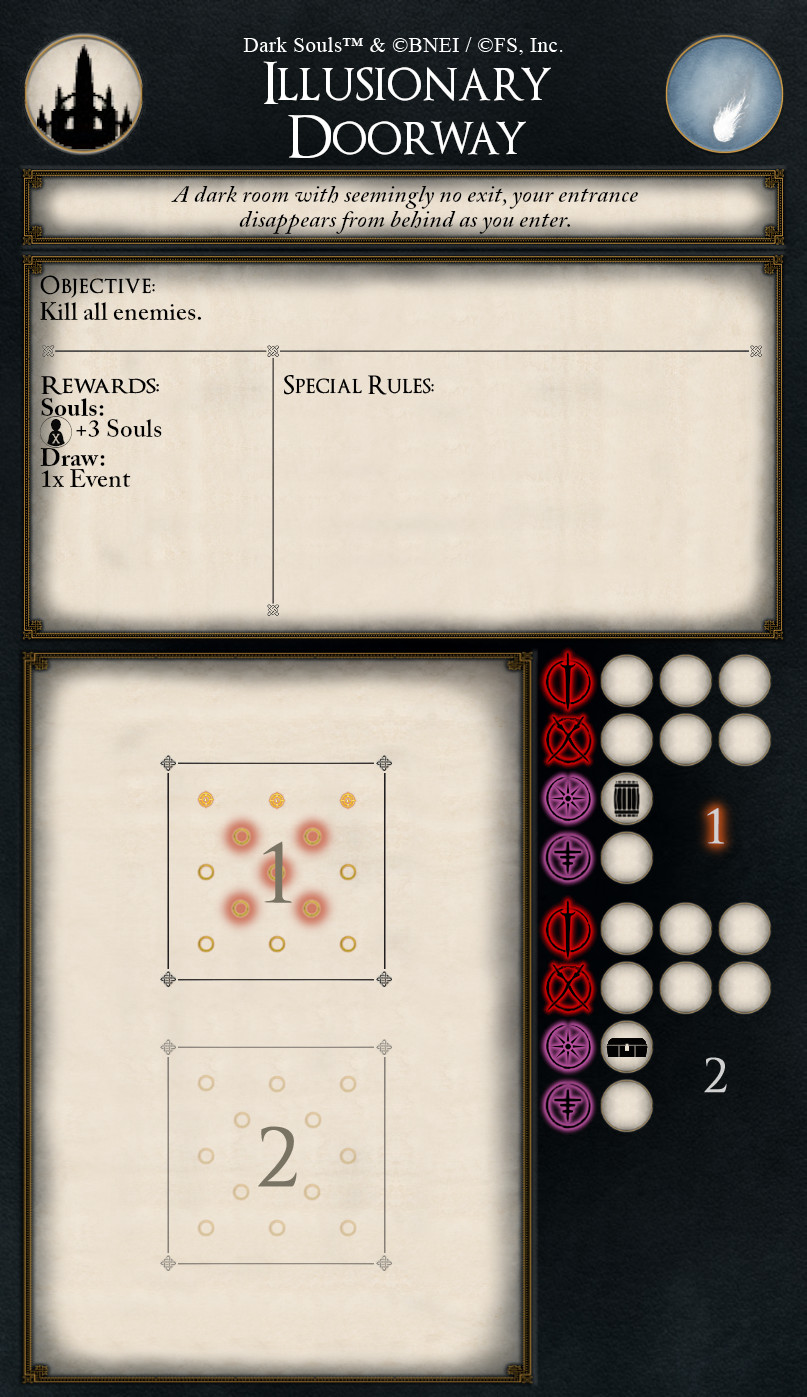 Dark Souls™ & ©BNEI / ©FS, Inc.
Illusionary
Doorway
A dark room with seemingly no exit, your entrance
disappears from behind as you enter.
Objective:
Kill all enemies.
Rewards:
Souls:
X +3 Souls
Draw:
1x Event
Special Rules:
1
1
2
2